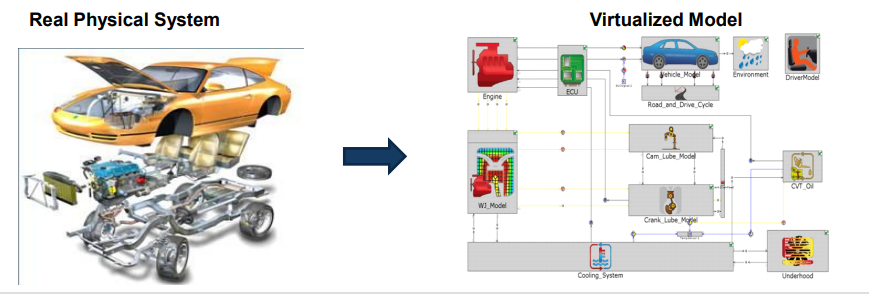 Real Physical System
Virtualized Model
Engine
ECU
Vehicle_Model
Environment
DriverModel
Road_and_Drive_Cycle
Cam_Lube_Model
WJ_Model
Crank_Lube_Model
CVT_Oil
Cooling_System
Underhood